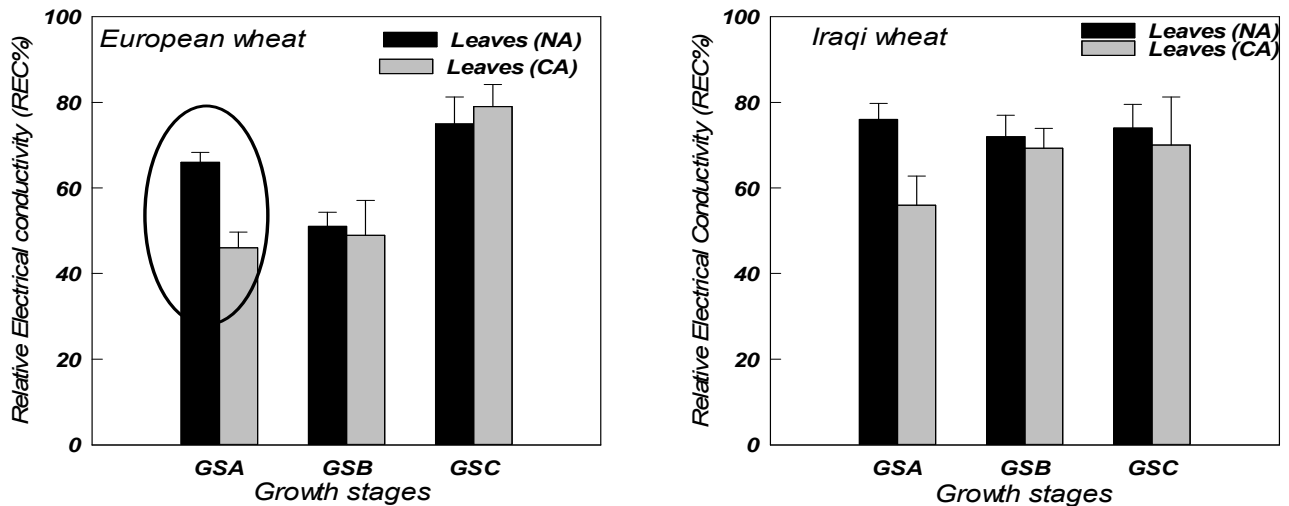 Relative Electrical conductivity (REC%)
100
80
60
40
20
0
European wheat
Leaves (NA)
Leaves (CA)
GSA GSB GSC
Growth stages
Relative Electrical Conductivity (REC%)
100
80
60
40
20
0
Iraqi wheat
Leaves (NA)
Leaves (CA)
GSA GSB GSC
Growth stages